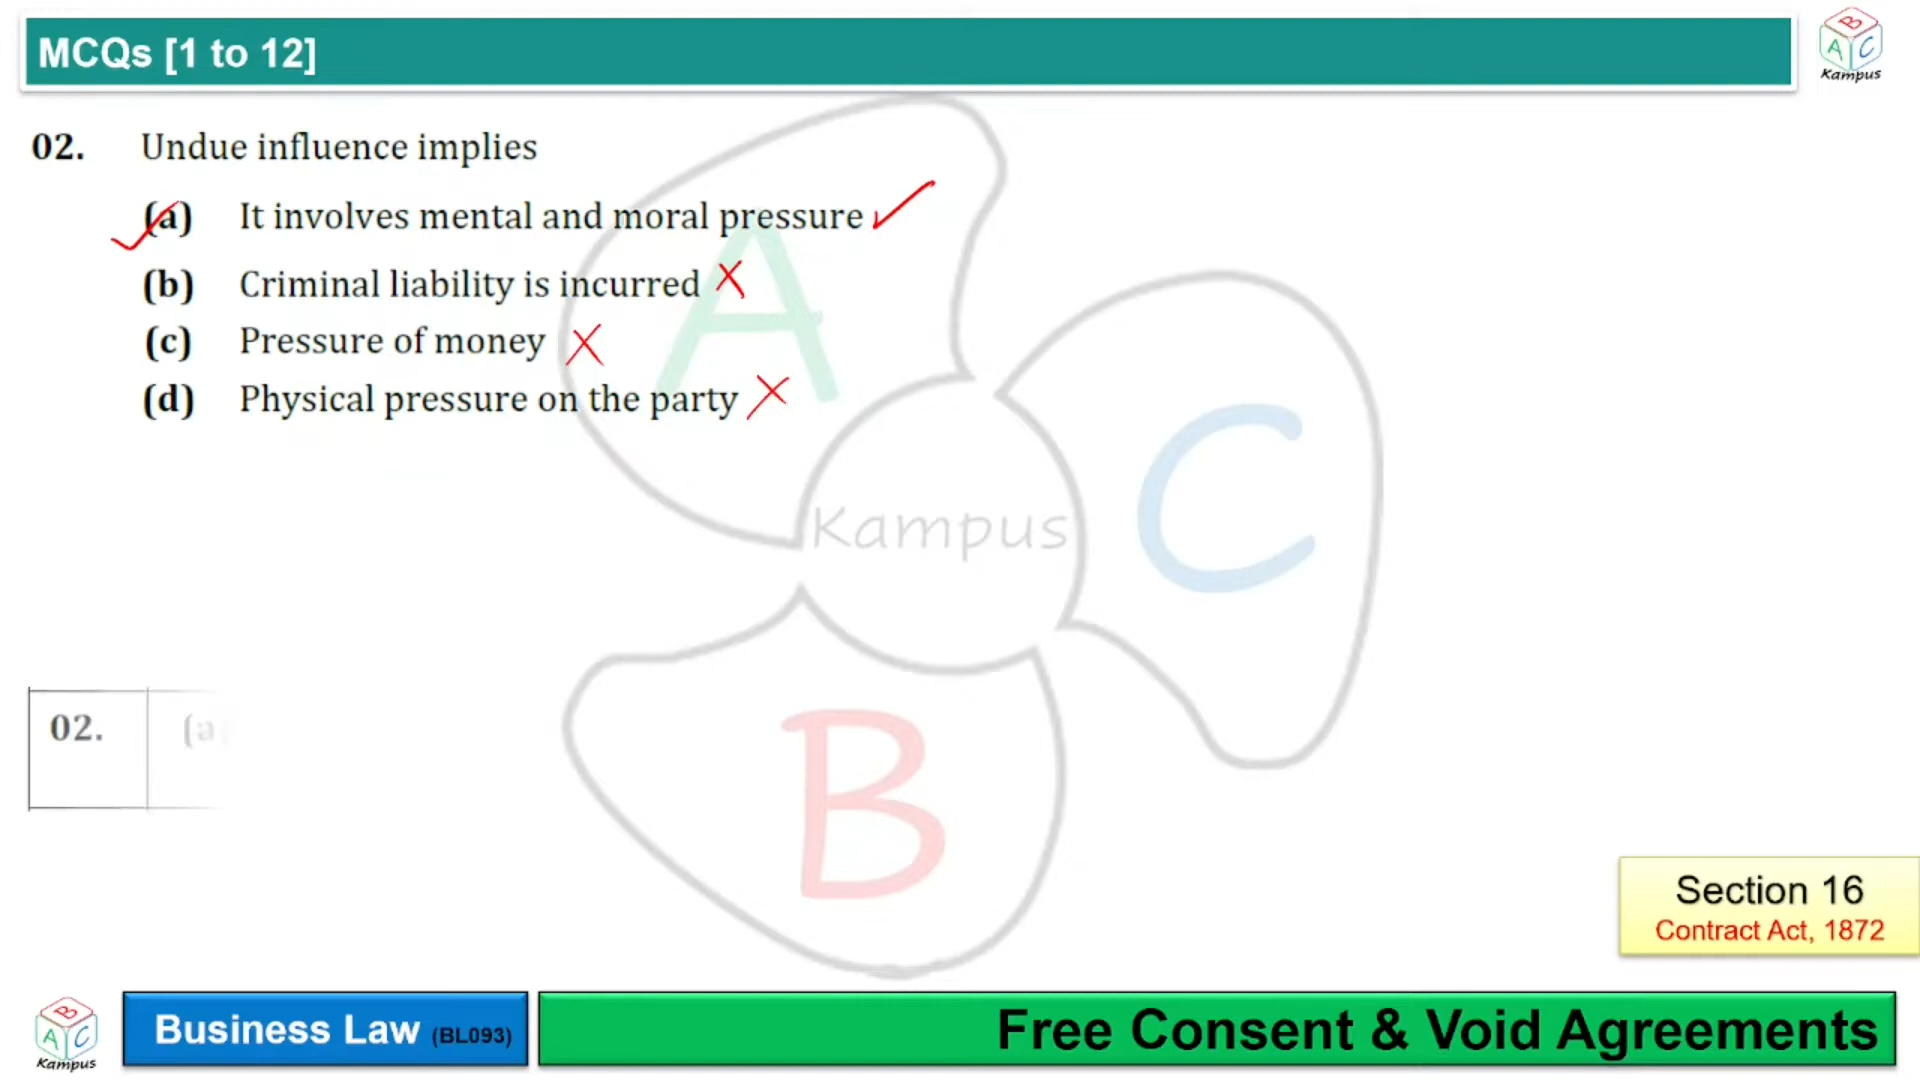 MCQs [1 to 12]
B
A C
Kampus
02. Undue influence implies
(a) It involves mental and moral pressure
(b) Criminal liability is incurred
(c) Pressure of money
(d) Physical pressure on the party
A
C
Kampus
B
02. (a
Section 16
Contract Act, 1872
B
A C
Kampus
Business Law (BL093)
Free Consent & Void Agreements